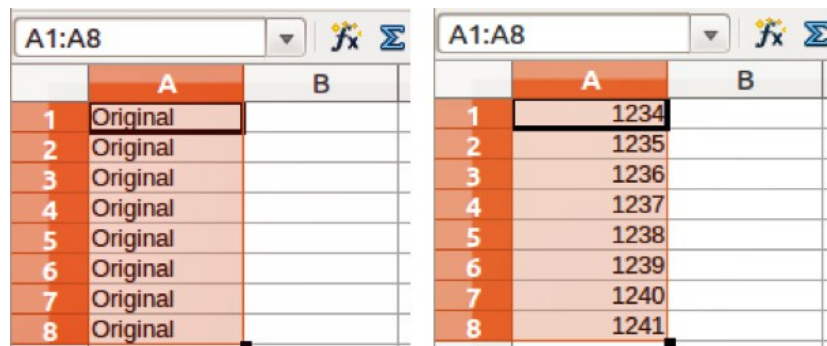 A1:A8
A B
1 Original
2 Original
3 Original
4 Original
5 Original
6 Original
7 Original
8 Original
A1:A8
A B
1 1234
2 1235
3 1236
4 1237
5 1238
6 1239
7 1240
8 1241